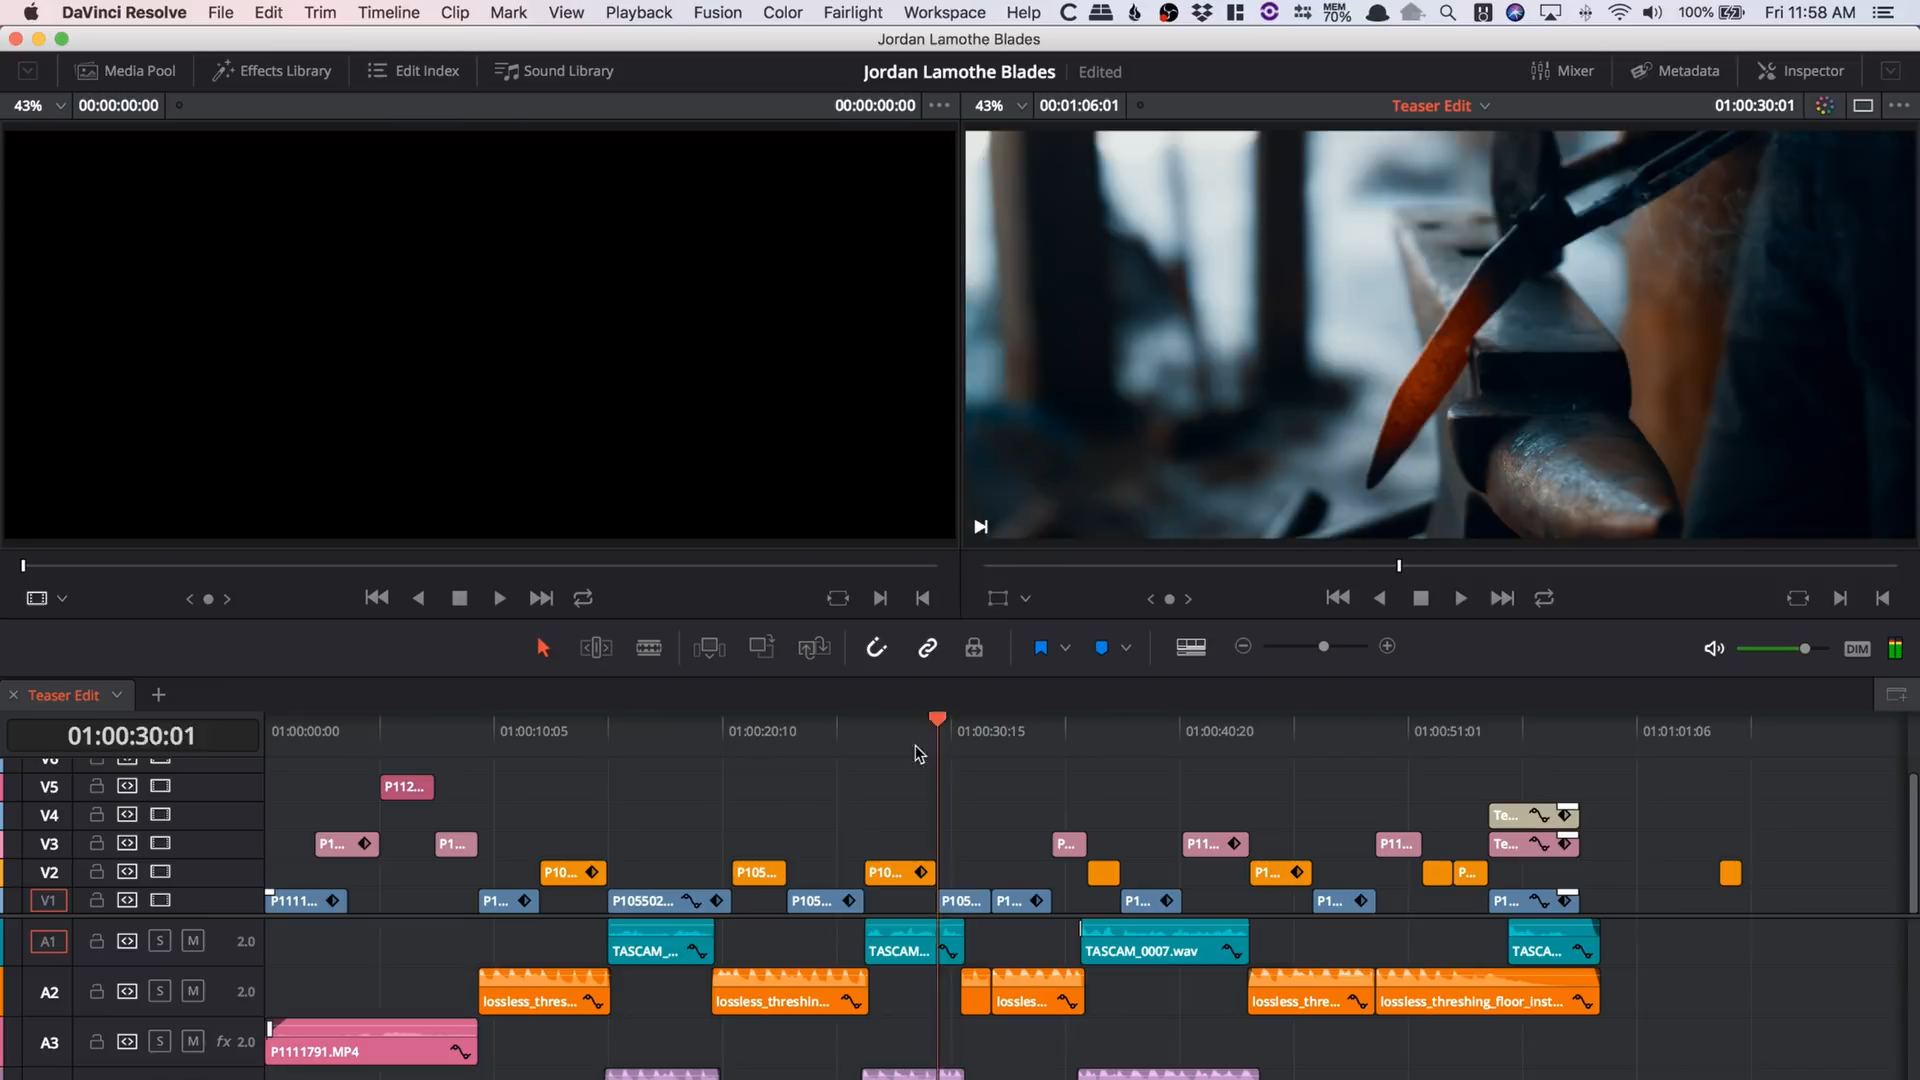 DaVinci Resolve File Edit Trim Timeline Clip Mark View Playback Fusion Color Fairlight Workspace Help MEM 70% 100% Fri 11:58 AM
Jordan Lamothe Blades
Media Pool Effects Library Edit Index Sound Library Jordan Lamothe Blades Edited Mixer Metadata Inspector
43% 00:00:00:00 00:00:00:00 ••• 43% 00:01:06:01 Teaser Edit 01:00:30:01 •••
DIM
Teaser Edit
01:00:30:01 01:00:00:00 01:00:10:05 01:00:20:10 01:00:30:15 01:00:40:20 01:00:51:01 01:01:01:06
V5 P112...
V4 Te...
V3 P1... P1... P... P11... P11... Te...
V2 P10... P105... P10... P1... P...
V1 P1111... P1... P105502... P105... P105... P1... P1... P1... P1...
A1 S M 2.0 TASCAM_... TASCAM... TASCAM_0007.wav TASCA...
A2 S M 2.0 lossless_thres... lossless_threshin... lossles... lossless_thre... lossless_threshing_floor_inst...
A3 S M fx 2.0 P1111791.MP4